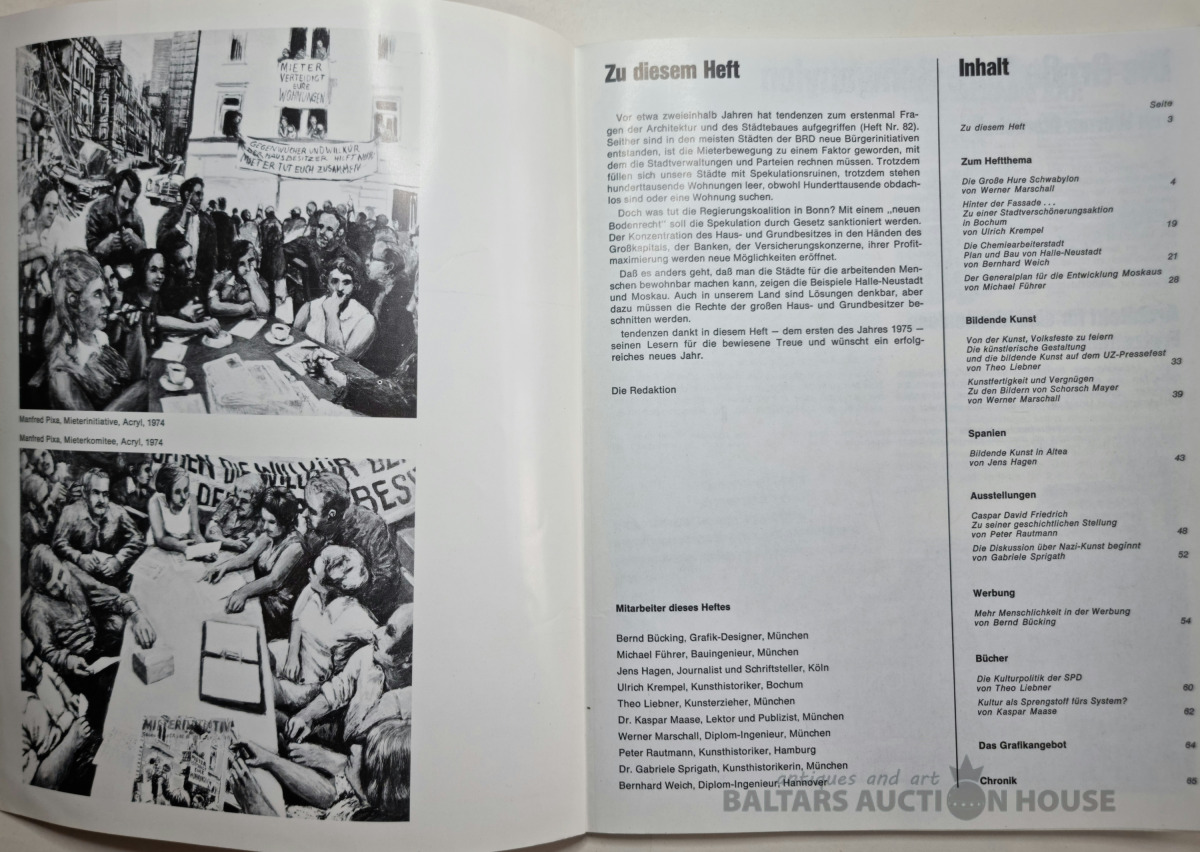 MIETER
VERTEIDIGT
EURE
WOHNUNGEN
GEGEN WUCHER UND WILLKÜR
DER HAUSBESITZER HILFT NUR
MIETER TUT EUCH ZUSAMMEN
Manfred Pixa, Mieterinitiative, Acryl, 1974
Manfred Pixa, Mieterkomitee, Acryl, 1974
GEGEN DIE WILLKÜR DER
BESI
MIETERINITIATIV
Zu diesem Heft
Vor etwa zweieinhalb Jahren hat tendenzen zum erstenmal Fra-
gen der Architektur und des Städtebaues aufgegriffen (Heft Nr. 82).
Seither sind in den meisten Städten der BRD neue Bürgerinitiativen
entstanden, ist die Mieterbewegung zu einem Faktor geworden, mit
dem die Stadtverwaltungen und Parteien rechnen müssen. Trotzdem
füllen sich unsere Städte mit Spekulationsruinen, trotzdem stehen
hunderttausende Wohnungen leer, obwohl Hunderttausende obdach-
los sind oder eine Wohnung suchen.
Doch was tut die Regierungskoalition in Bonn? Mit einem „neuen
Bodenrecht" soll die Spekulation durch Gesetz sanktioniert werden.
Der Konzentration des Haus- und Grundbesitzes in den Händen des
Großkapitals, der Banken, der Versicherungskonzerne, ihrer Profit-
maximierung werden neue Möglichkeiten eröffnet.
Daß es anders geht, daß man die Städte für die arbeitenden Men-
schen bewohnbar machen kann, zeigen die Beispiele Halle-Neustadt
und Moskau. Auch in unserem Land sind Lösungen denkbar, aber
dazu müssen die Rechte der großen Haus- und Grundbesitzer be-
schnitten werden.
tendenzen dankt in diesem Heft — dem ersten des Jahres 1975 —
seinen Lesern für die bewiesene Treue und wünscht ein erfolg-
reiches neues Jahr.
Die Redaktion
Mitarbeiter dieses Heftes
Bernd Bücking, Grafik-Designer, München
Michael Führer, Bauingenieur, München
Jens Hagen, Journalist und Schriftsteller, Köln
Ulrich Krempel, Kunsthistoriker, Bochum
Theo Liebner, Kunsterzieher, München
Dr. Kaspar Maase, Lektor und Publizist, München
Werner Marschall, Diplom-Ingenieur, München
Peter Rautmann, Kunsthistoriker, Hamburg
Dr. Gabriele Sprigath, Kunsthistorikerin, München
Bernhard Weich, Diplom-Ingenieur, Hannover
Inhalt
Seite
Zu diesem Heft 3
Zum Heftthema
Die Große Hure Schwabylon 4
von Werner Marschall
Hinter der Fassade . . .
Zu einer Stadtverschönerungsaktion
in Bochum
von Ulrich Krempel 19
Die Chemiearbeiterstadt
Plan und Bau von Halle-Neustadt
von Bernhard Weich 21
Der Generalplan für die Entwicklung Moskaus
von Michael Führer 28
Bildende Kunst
Von der Kunst, Volksfeste zu feiern
Die künstlerische Gestaltung
und die bildende Kunst auf dem UZ-Pressefest
von Theo Liebner 33
Kunstfertigkeit und Vergnügen
Zu den Bildern von Schorsch Mayer
von Werner Marschall 39
Spanien
Bildende Kunst in Altea
von Jens Hagen 43
Ausstellungen
Caspar David Friedrich
Zu seiner geschichtlichen Stellung
von Peter Rautmann 48
Die Diskussion über Nazi-Kunst beginnt
von Gabriele Sprigath 52
Werbung
Mehr Menschlichkeit in der Werbung
von Bernd Bücking 54
Bücher
Die Kulturpolitik der SPD
von Theo Liebner 60
Kultur als Sprengstoff fürs System?
von Kaspar Maase 62
Das Grafikangebot 64
Chronik 65
antiques and art
BALTARS AUCTION HOUSE